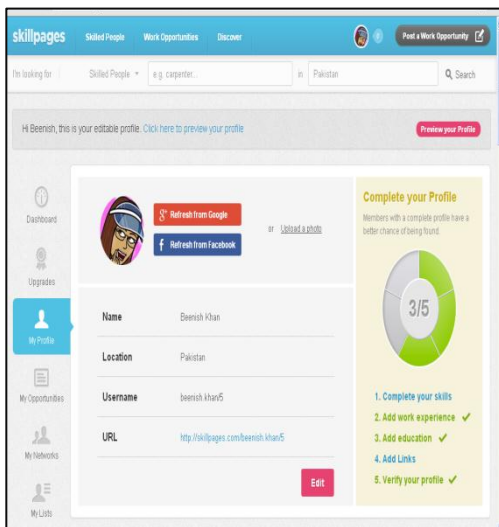 skillpages Skilled People Work Opportunities Discover Post a Work Opportunity
I'm looking for Skilled People e.g. carpenter... in Pakistan Search
Hi Beenish, this is your editable profile. Click here to preview your profile Preview your Profile
Dashboard
Upgrades
My Profile
My Opportunities
My Networks
My Lists
Refresh from Google
Refresh from Facebook
or Upload a photo
Name Beenish Khan
Location Pakistan
Username beenish.khan/5
URL http://skillpages.com/beenish.khan/5
Edit
Complete your Profile
Members with a complete profile have a
better chance of being found.
3/5
1. Complete your skills
2. Add work experience ✓
3. Add education ✓
4. Add Links
5. Verify your profile ✓